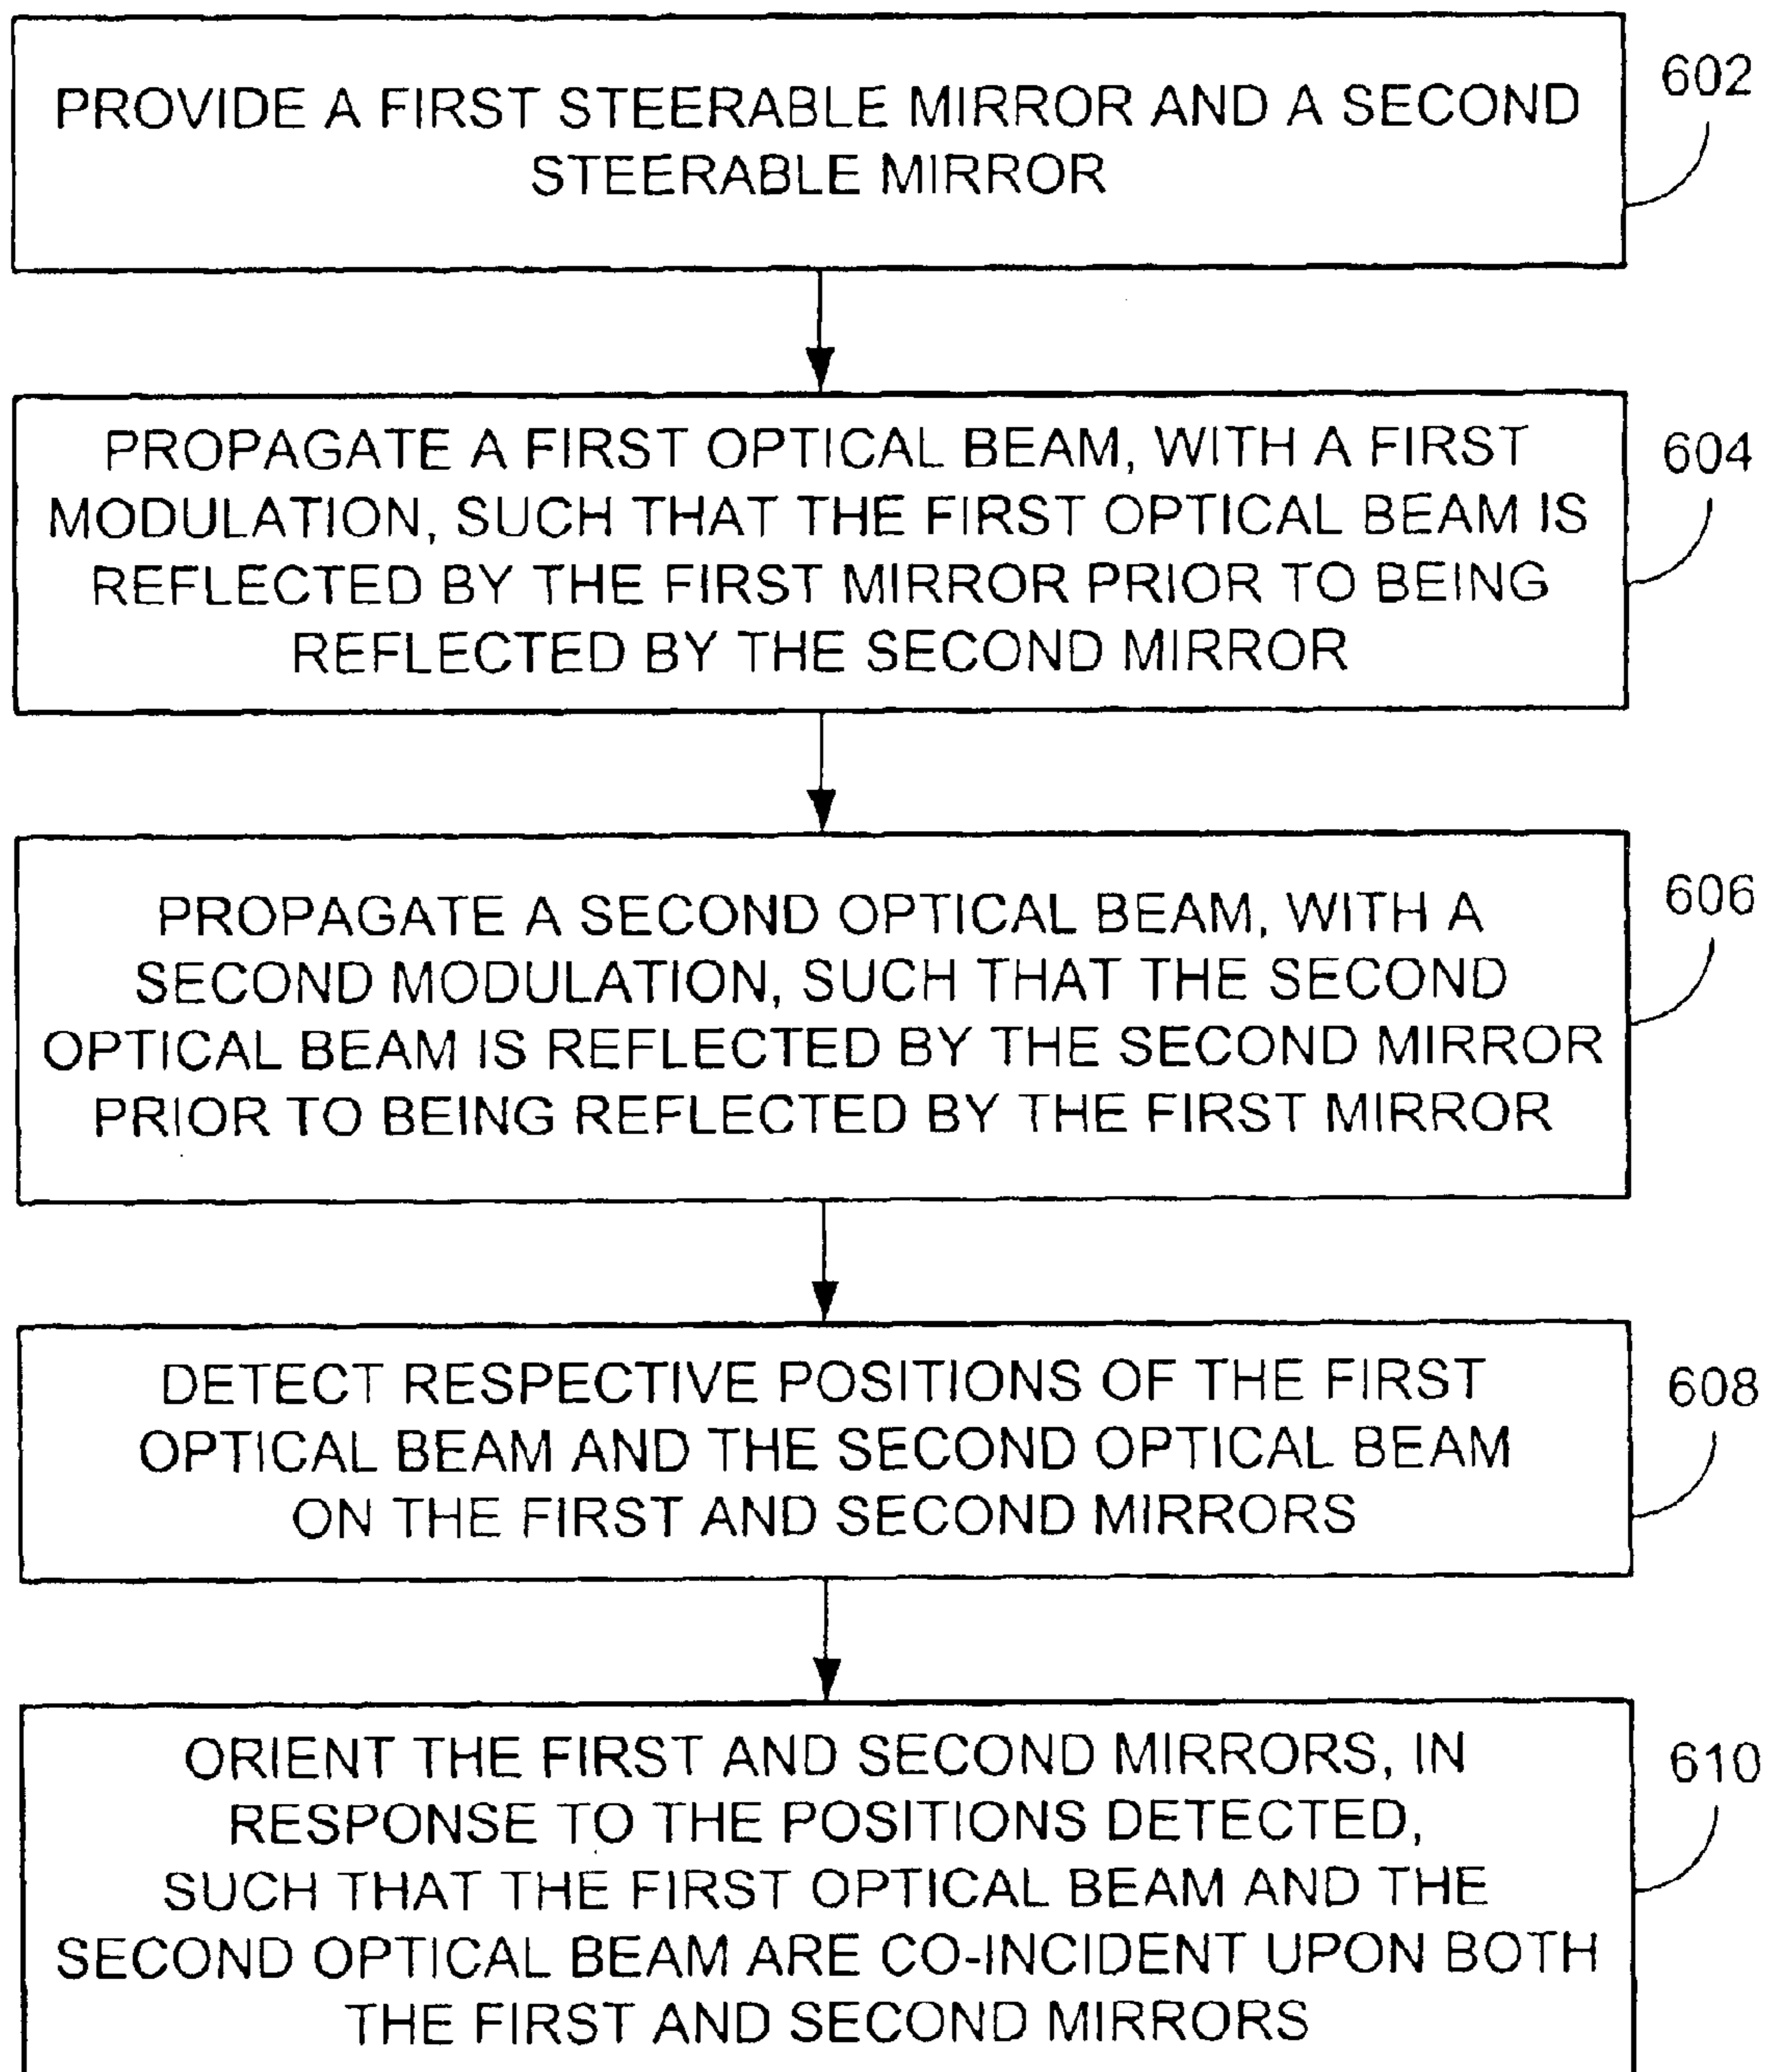 PROVIDE A FIRST STEERABLE MIRROR AND A SECOND
STEERABLE MIRROR
602
PROPAGATE A FIRST OPTICAL BEAM, WITH A FIRST
MODULATION, SUCH THAT THE FIRST OPTICAL BEAM IS
REFLECTED BY THE FIRST MIRROR PRIOR TO BEING
REFLECTED BY THE SECOND MIRROR
604
PROPAGATE A SECOND OPTICAL BEAM, WITH A
SECOND MODULATION, SUCH THAT THE SECOND
OPTICAL BEAM IS REFLECTED BY THE SECOND MIRROR
PRIOR TO BEING REFLECTED BY THE FIRST MIRROR
606
DETECT RESPECTIVE POSITIONS OF THE FIRST
OPTICAL BEAM AND THE SECOND OPTICAL BEAM
ON THE FIRST AND SECOND MIRRORS
608
ORIENT THE FIRST AND SECOND MIRRORS, IN
RESPONSE TO THE POSITIONS DETECTED,
SUCH THAT THE FIRST OPTICAL BEAM AND THE
SECOND OPTICAL BEAM ARE CO-INCIDENT UPON BOTH
THE FIRST AND SECOND MIRRORS
610